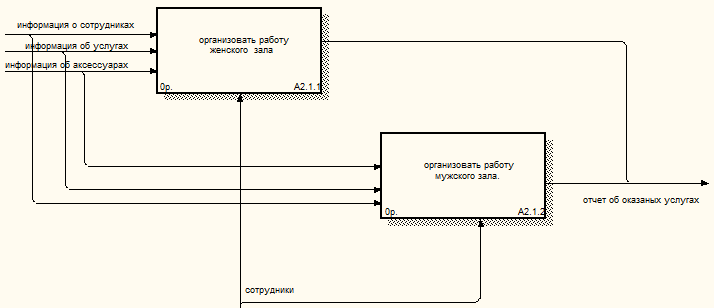 информация о сотрудниках
информация об услугах
информация об аксессуарах
организовать работу
женского зала
0р.
A2.1.1
организовать работу
мужского зала.
0р.
A2.1.2
отчет об оказаных услугах
сотрудники